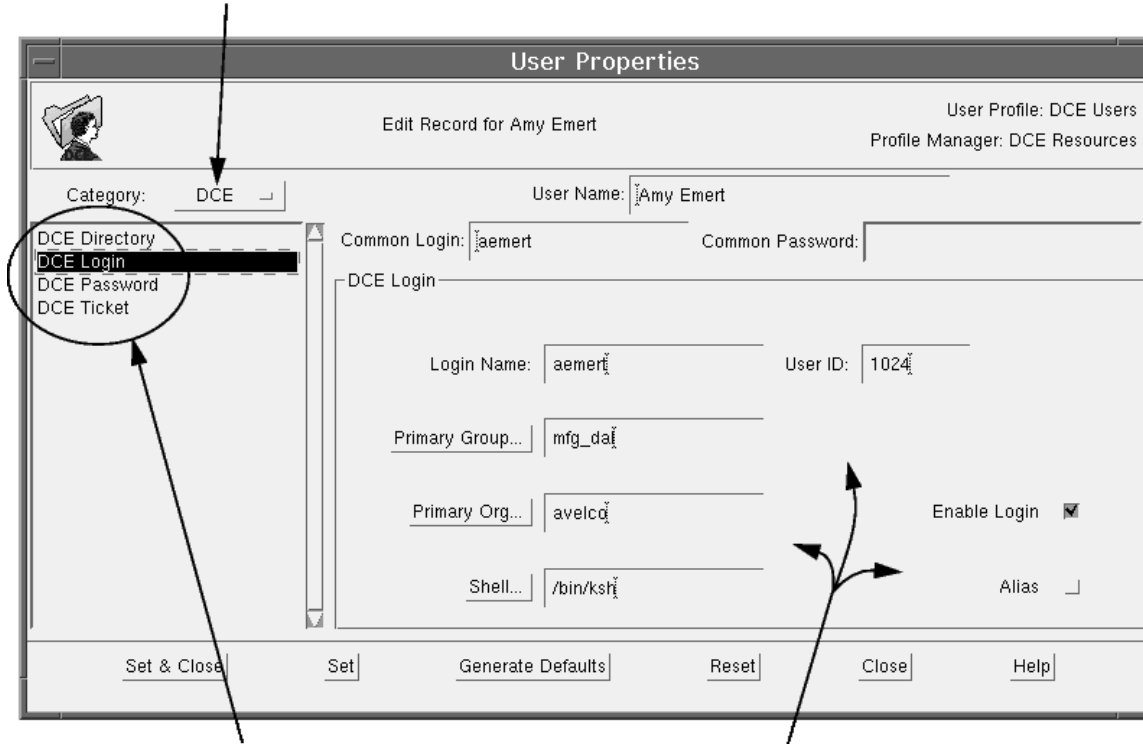 User Properties
Edit Record for Amy Emert
User Profile: DCE Users
Profile Manager: DCE Resources
Category: DCE
User Name: Amy Emert
DCE Directory
DCE Login
DCE Password
DCE Ticket
Common Login: aemert
Common Password:
DCE Login
Login Name: aemert
User ID: 1024
Primary Group... mfg_dal
Primary Org... avelco
Enable Login
Shell... /bin/ksh
Alias
Set & Close Set Generate Defaults Reset Close Help